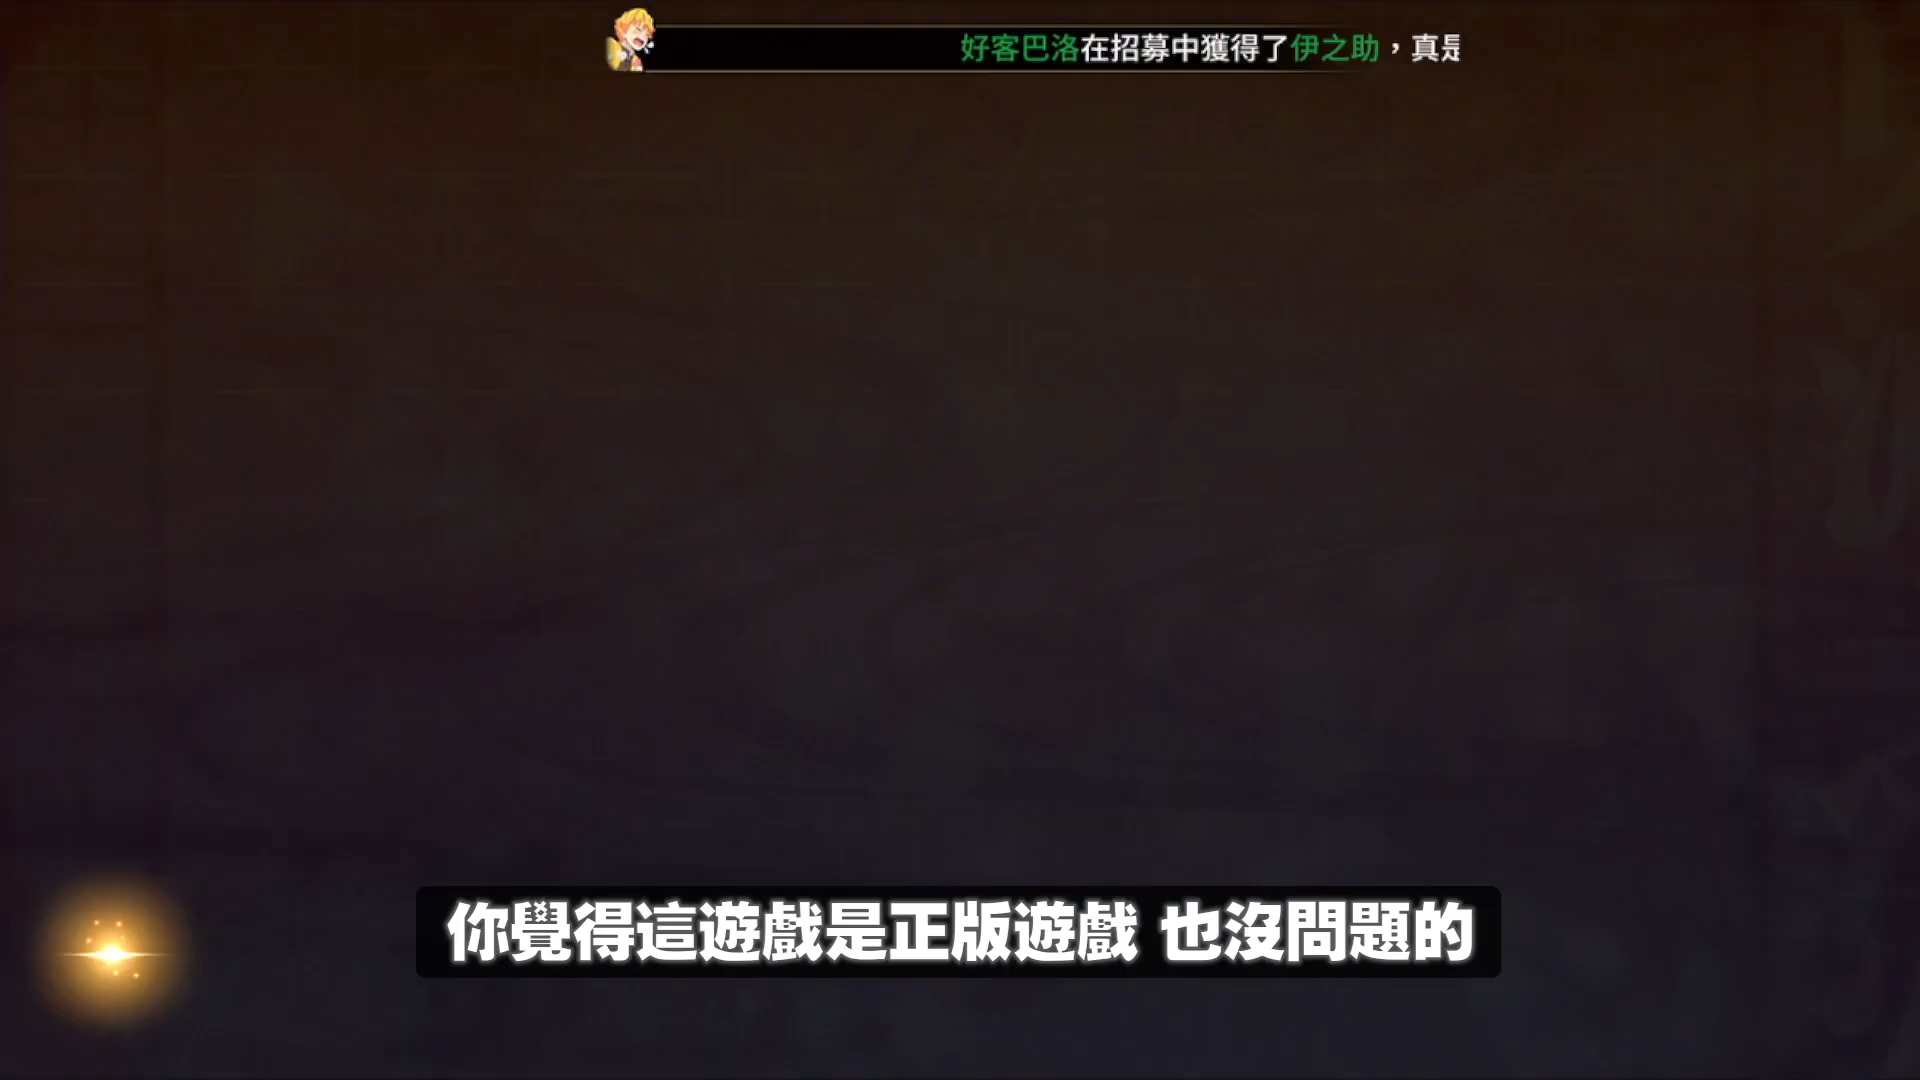 好客巴洛在招募中獲得了伊之助，真是
你覺得這遊戲是正版遊戲 也沒問題的